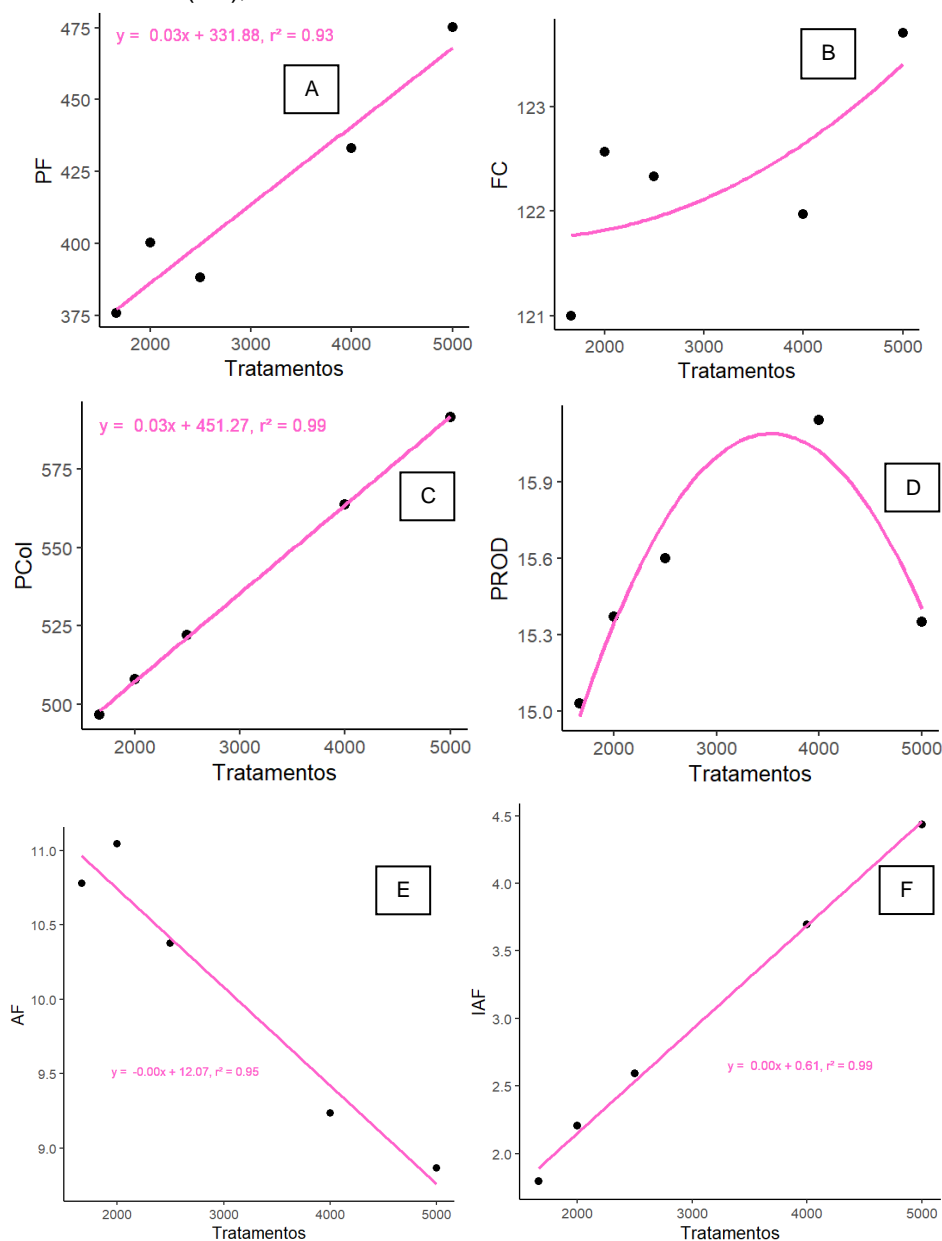 y = 0.03x + 331.88, r² = 0.93
A
PF
475
450
425
400
375
2000 3000 4000 5000
Tratamentos
B
FC
123
122
121
2000 3000 4000 5000
Tratamentos
y = 0.03x + 451.27, r² = 0.99
C
PCol
575
550
525
500
2000 3000 4000 5000
Tratamentos
D
PROD
15.9
15.6
15.3
15.0
2000 3000 4000 5000
Tratamentos
E
AF
11.0
10.5
10.0
9.5
9.0
y = -0.00x + 12.07, r² = 0.95
2000 3000 4000 5000
Tratamentos
F
IAF
4.5
4.0
3.5
3.0
2.5
2.0
y = 0.00x + 0.61, r² = 0.99
2000 3000 4000 5000
Tratamentos